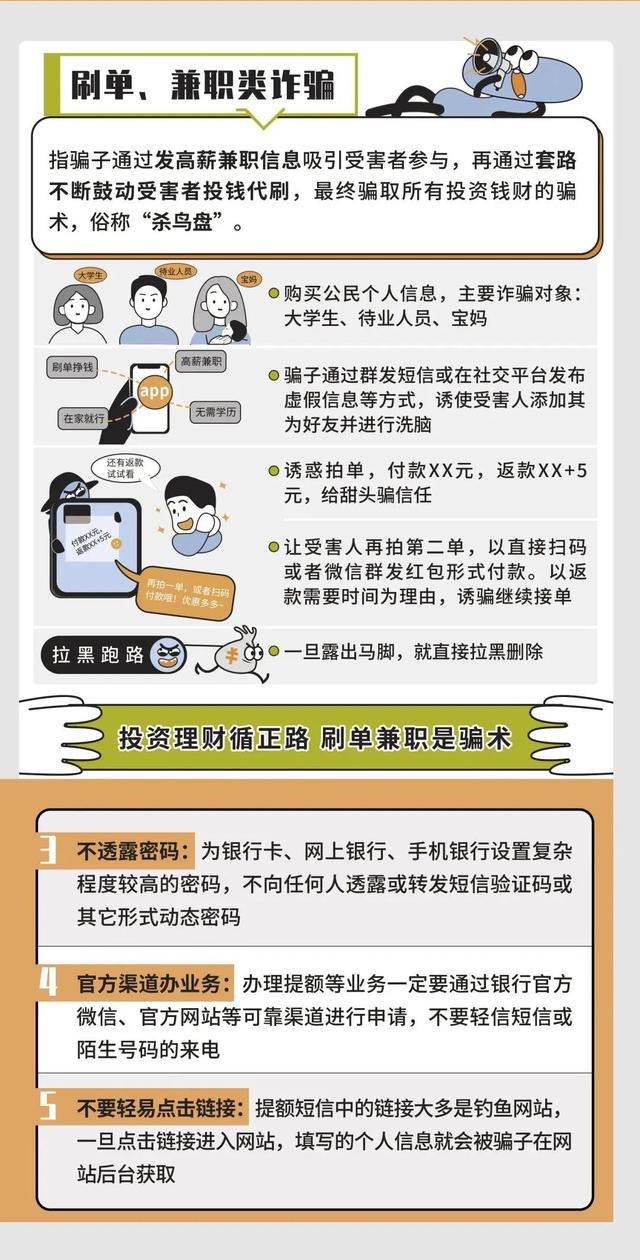 刷单、兼职类诈骗
指骗子通过发高薪兼职信息吸引受害者参与，再通过套路
不断鼓动受害者投钱代刷，最终骗取所有投资钱财的骗
术，俗称“杀鸟盘”。
大学生
待业人员
宝妈
购买公民个人信息，主要诈骗对象：
大学生、待业人员、宝妈
刷单挣钱
高薪兼职
app
在家就行
无需学历
骗子通过群发短信或在社交平台发布
虚假信息等方式，诱使受害人添加其
为好友并进行洗脑
还有返款
试试看
付款XX元，
返款XX+5元
诱惑拍单，付款XX元，返款XX+5
元，给甜头骗信任
再拍一单，或者扫码
付款哦！优惠多多~
让受害人再拍第二单，以直接扫码
或者微信群发红包形式付款。以返
款需要时间为理由，诱骗继续接单
拉黑跑路
一旦露出马脚，就直接拉黑删除
投资理财循正路 刷单兼职是骗术
3 不透露密码：为银行卡、网上银行、手机银行设置复杂
程度较高的密码，不向任何人透露或转发短信验证码或
其它形式动态密码
4 官方渠道办业务：办理提额等业务一定要通过银行官方
微信、官方网站等可靠渠道进行申请，不要轻信短信或
陌生号码的来电
5 不要轻易点击链接：提额短信中的链接大多是钓鱼网站，
一旦点击链接进入网站，填写的个人信息就会被骗子在网
站后台获取